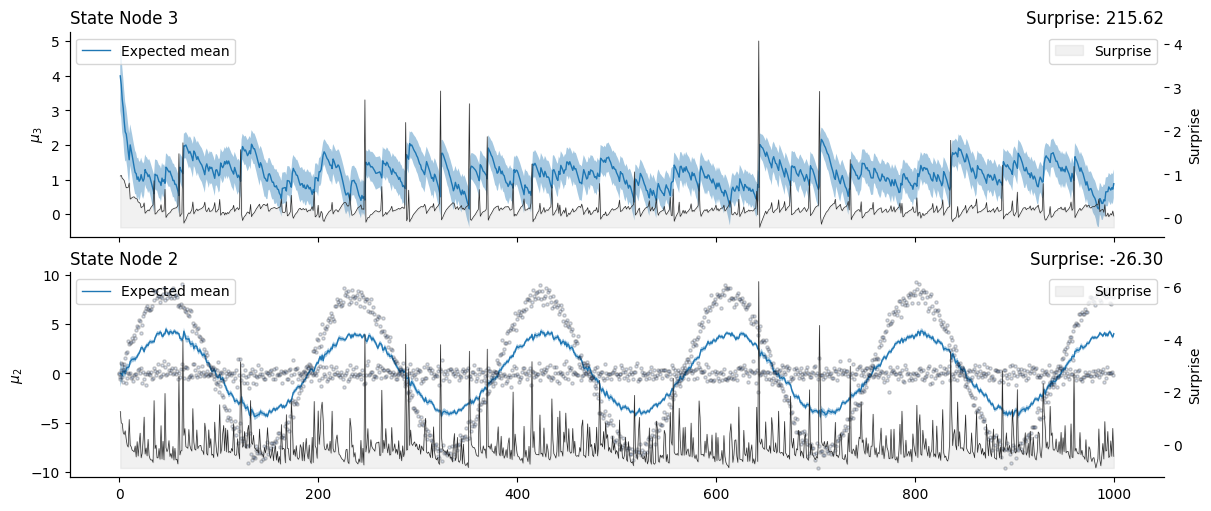 State Node 3
Surprise: 215.62
Expected mean
Surprise
5
4
3
2
1
0
μ3
4
3
2
1
0
Surprise
State Node 2
Surprise: -26.30
Expected mean
Surprise
10
5
0
−5
−10
μ2
6
4
2
0
Surprise
0
200
400
600
800
1000